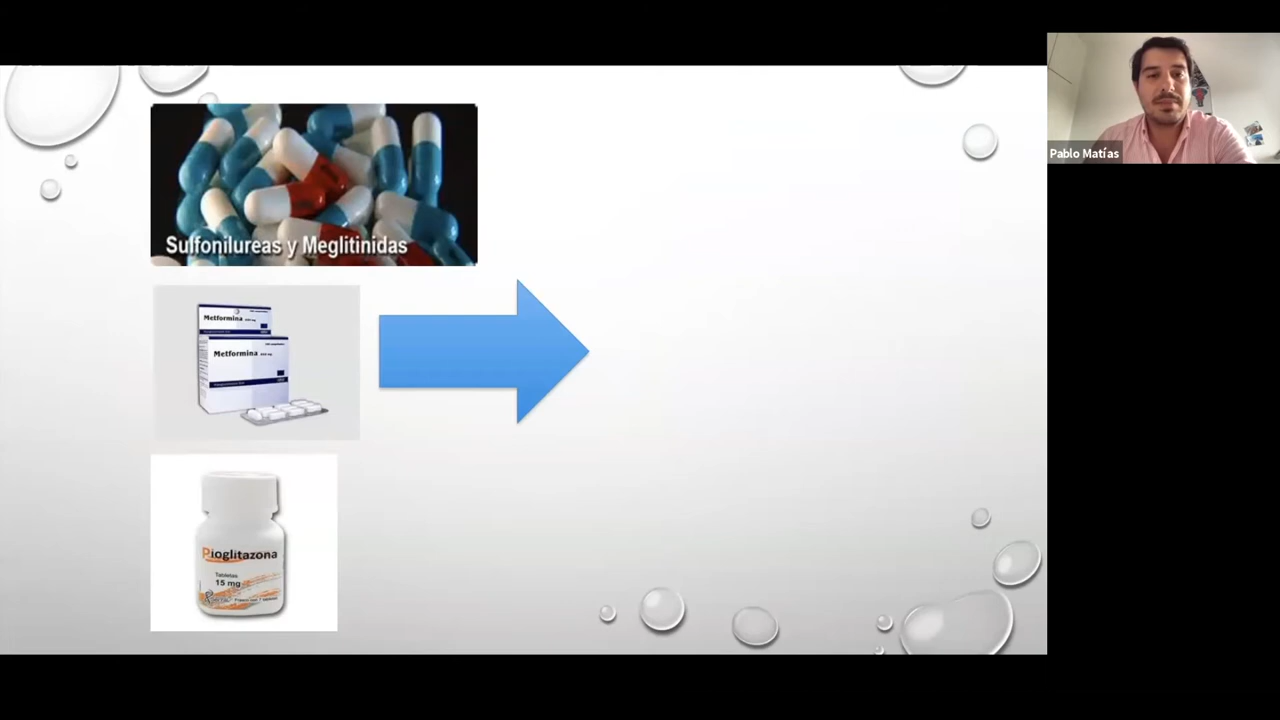 Sulfonilureas y Meglitinidas
Metformina
Metformina
Pioglitazona
Tabletas
15 mg
Pablo Matías